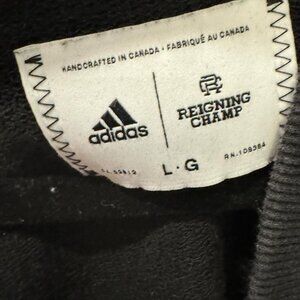 HANDCRAFTED IN CANADA • FABRIQUÉ AU CANADA
adidas
REIGNING
CHAMP
L • G